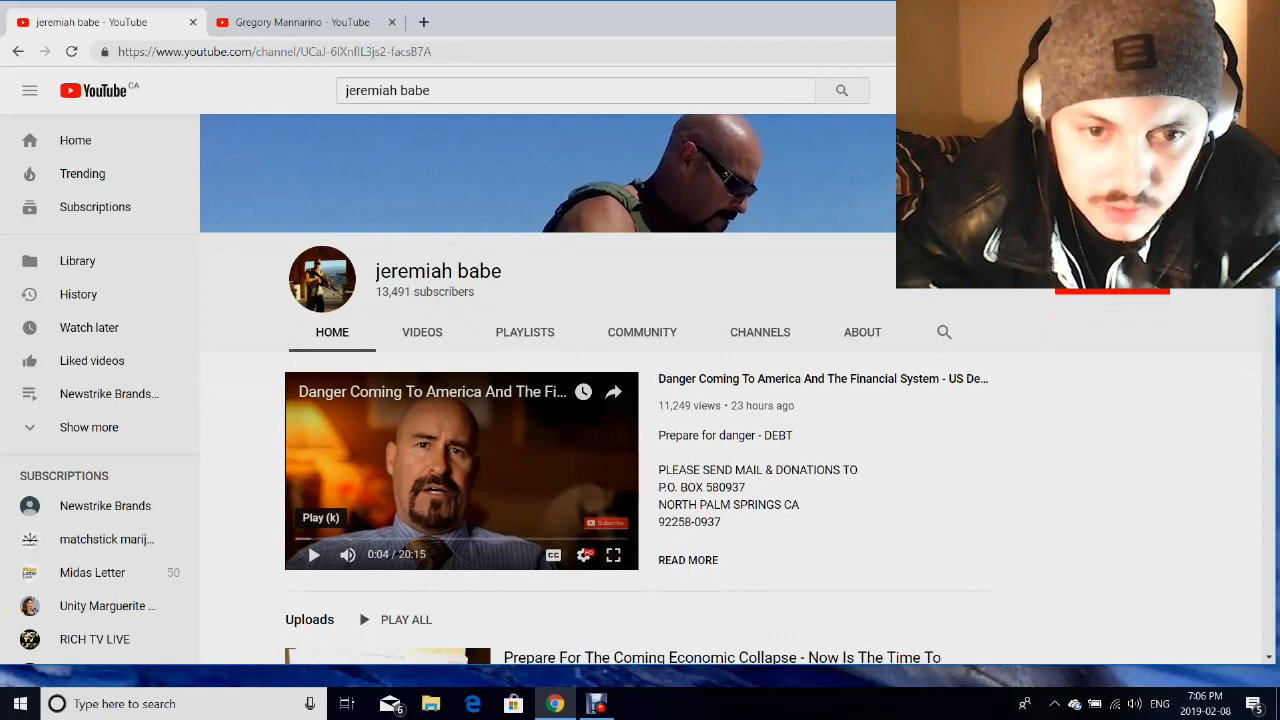 jeremiah babe - YouTube
Gregory Mannarino - YouTube
https://www.youtube.com/channel/UCaJ-6lXnflL3js2-facsB7A
YouTube CA
jeremiah babe
Home
Trending
Subscriptions
Library
History
Watch later
Liked videos
Newstrike Brands...
Show more
SUBSCRIPTIONS
Newstrike Brands
matchstick marij...
Midas Letter 50
Unity Marguerite ...
RICH TV LIVE
jeremiah babe
13,491 subscribers
HOME VIDEOS PLAYLISTS COMMUNITY CHANNELS ABOUT
Danger Coming To America And The Fi...
Play (k)
Subscribe
0:04 / 20:15
CC
HD
Danger Coming To America And The Financial System - US De...
11,249 views • 23 hours ago
Prepare for danger - DEBT
PLEASE SEND MAIL & DONATIONS TO
P.O. BOX 580937
NORTH PALM SPRINGS CA
92258-0937
READ MORE
Uploads PLAY ALL
Prepare For The Coming Economic Collapse - Now Is The Time To
Type here to search
6
ENG
7:06 PM
2019-02-08
5